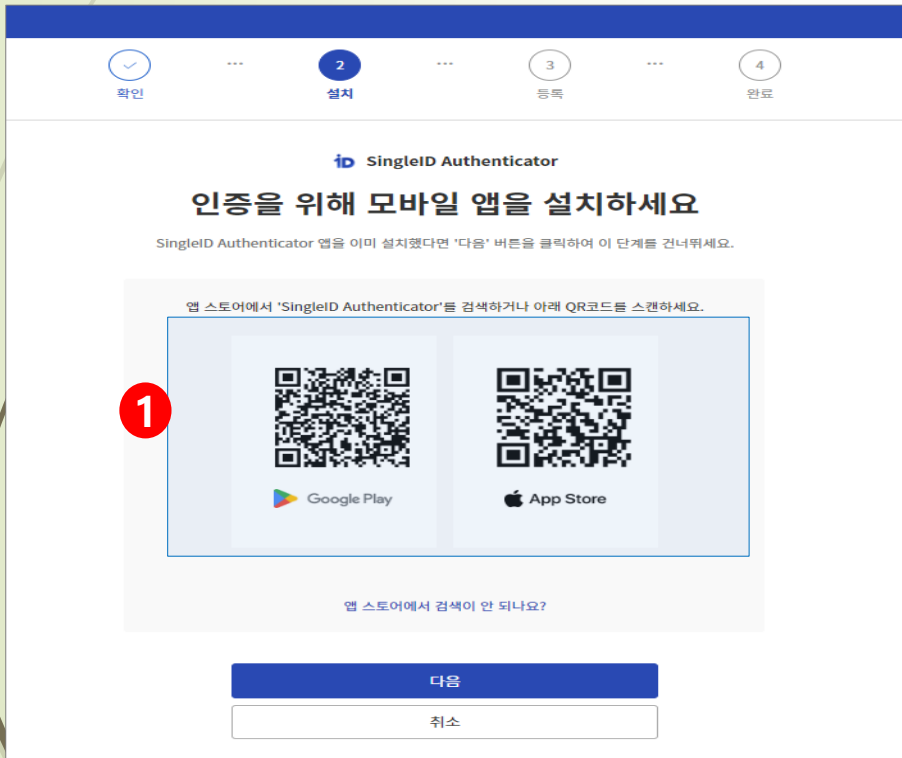 2
3
4
확인
설치
등록
완료
iD SingleID Authenticator
인증을 위해 모바일 앱을 설치하세요
SingleID Authenticator 앱을 이미 설치했다면 '다음' 버튼을 클릭하여 이 단계를 건너뛰세요.
앱 스토어에서 'SingleID Authenticator'를 검색하거나 아래 QR코드를 스캔하세요.
1
Google Play
App Store
앱 스토어에서 검색이 안 되나요?
다음
취소